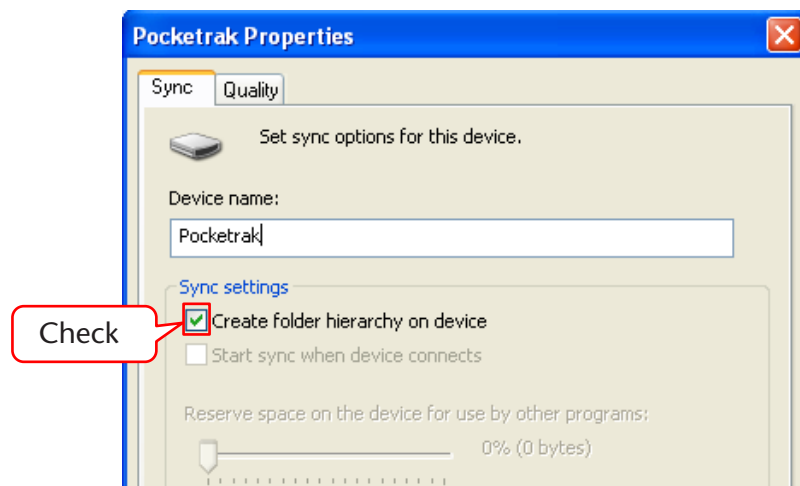 Pocketrak Properties
Sync Quality
Set sync options for this device.
Device name:
Pocketrak
Sync settings
Check
Create folder hierarchy on device
Start sync when device connects
Reserve space on the device for use by other programs:
0% (0 bytes)